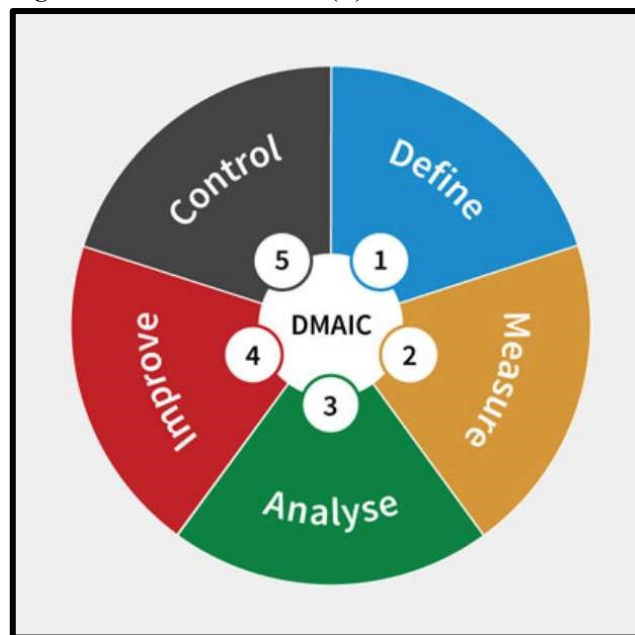 Define
1
Measure
2
Analyse
3
Improve
4
Control
5
DMAIC